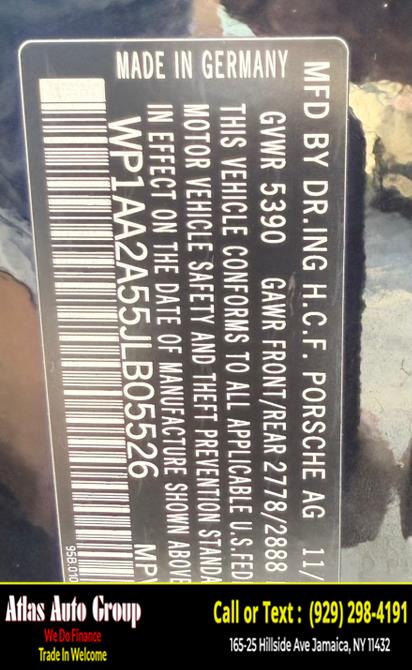 MFD BY DR.ING H.C.F. PORSCHE AG 11/
GVWR 5390 GAWR FRONT/REAR 2778/2888
THIS VEHICLE CONFORMS TO ALL APPLICABLE U.S.FED
MOTOR VEHICLE SAFETY AND THEFT PREVENTION STANDA
IN EFFECT ON THE DATE OF MANUFACTURE SHOWN ABOVE
WP1AA2A55JLB05526 MPV
MADE IN GERMANY
958.010
Atlas Auto Group
We Do Finance
Trade In Welcome
Call or Text : (929) 298-4191
165-25 Hillside Ave Jamaica, NY 11432